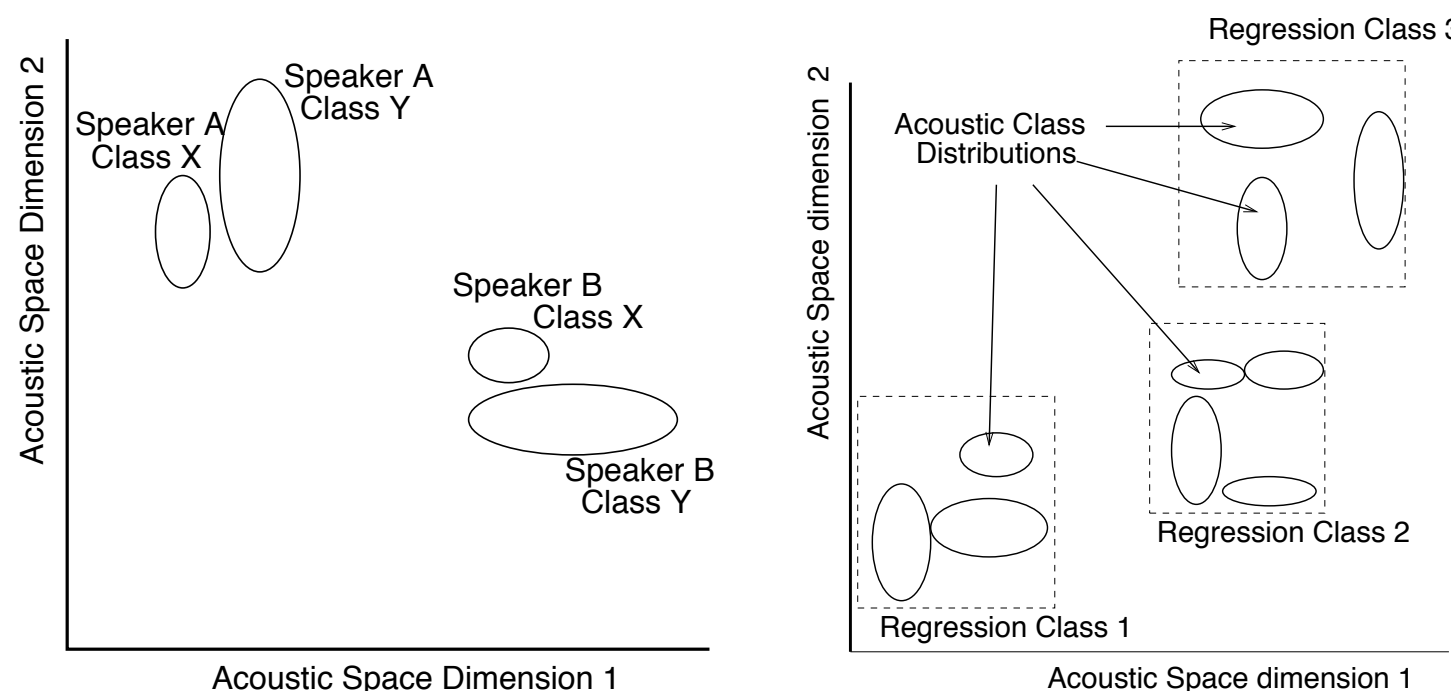 Speaker A
Class Y
Speaker A
Class X
Speaker B
Class X
Speaker B
Class Y
Acoustic Space Dimension 2
Acoustic Space Dimension 1
Regression Class 3
Acoustic Class
Distributions
Regression Class 2
Regression Class 1
Acoustic Space dimension 2
Acoustic Space dimension 1